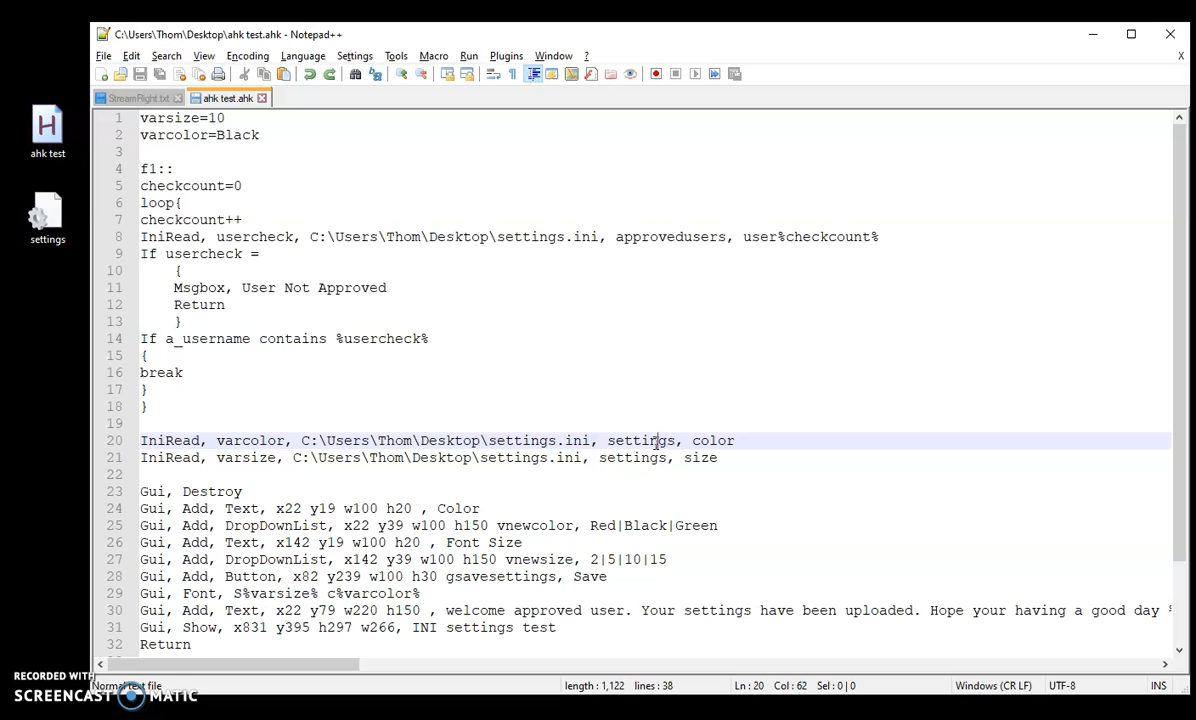 C:\Users\Thom\Desktop\ahk test.ahk - Notepad++
File Edit Search View Encoding Language Settings Tools Macro Run Plugins Window ? X
StreamRight.txt ahk test.ahk
ahk test
settings
1 varsize=10
2 varcolor=Black
3
4 f1::
5 checkcount=0
6 loop{
7 checkcount++
8 IniRead, usercheck, C:\Users\Thom\Desktop\settings.ini, approvedusers, user%checkcount%
9 If usercheck =
10 {
11 Msgbox, User Not Approved
12 Return
13 }
14 If a_username contains %usercheck%
15 {
16 break
17 }
18 }
19
20 IniRead, varcolor, C:\Users\Thom\Desktop\settings.ini, settings, color
21 IniRead, varsize, C:\Users\Thom\Desktop\settings.ini, settings, size
22
23 Gui, Destroy
24 Gui, Add, Text, x22 y19 w100 h20 , Color
25 Gui, Add, DropDownList, x22 y39 w100 h150 vnewcolor, Red|Black|Green
26 Gui, Add, Text, x142 y19 w100 h20 , Font Size
27 Gui, Add, DropDownList, x142 y39 w100 h150 vnewsize, 2|5|10|15
28 Gui, Add, Button, x82 y239 w100 h30 gsavesettings, Save
29 Gui, Font, S%varsize% c%varcolor%
30 Gui, Add, Text, x22 y79 w220 h150 , welcome approved user. Your settings have been uploaded. Hope your having a good day
31 Gui, Show, x831 y395 h297 w266, INI settings test
32 Return
Normal text file length : 1,122 lines : 38 Ln : 20 Col : 62 Sel : 0 | 0 Windows (CR LF) UTF-8 INS
RECORDED WITH
SCREENCAST MATIC